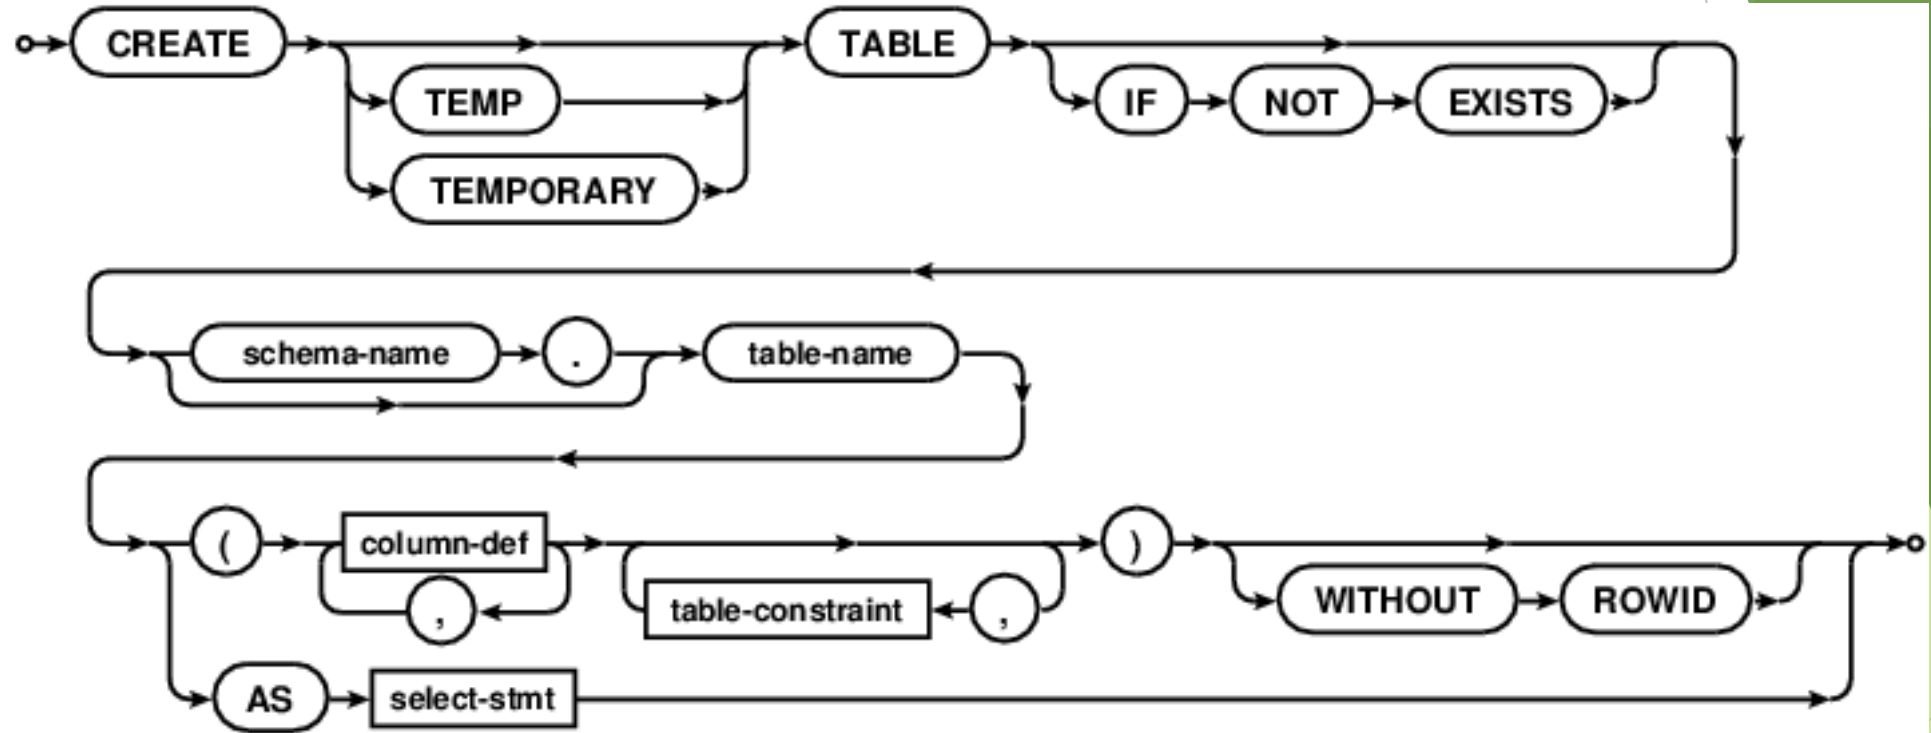 CREATE TABLE
TEMP IF NOT EXISTS
TEMPORARY
schema-name . table-name
( column-def )
, table-constraint , WITHOUT ROWID
AS select-stmt